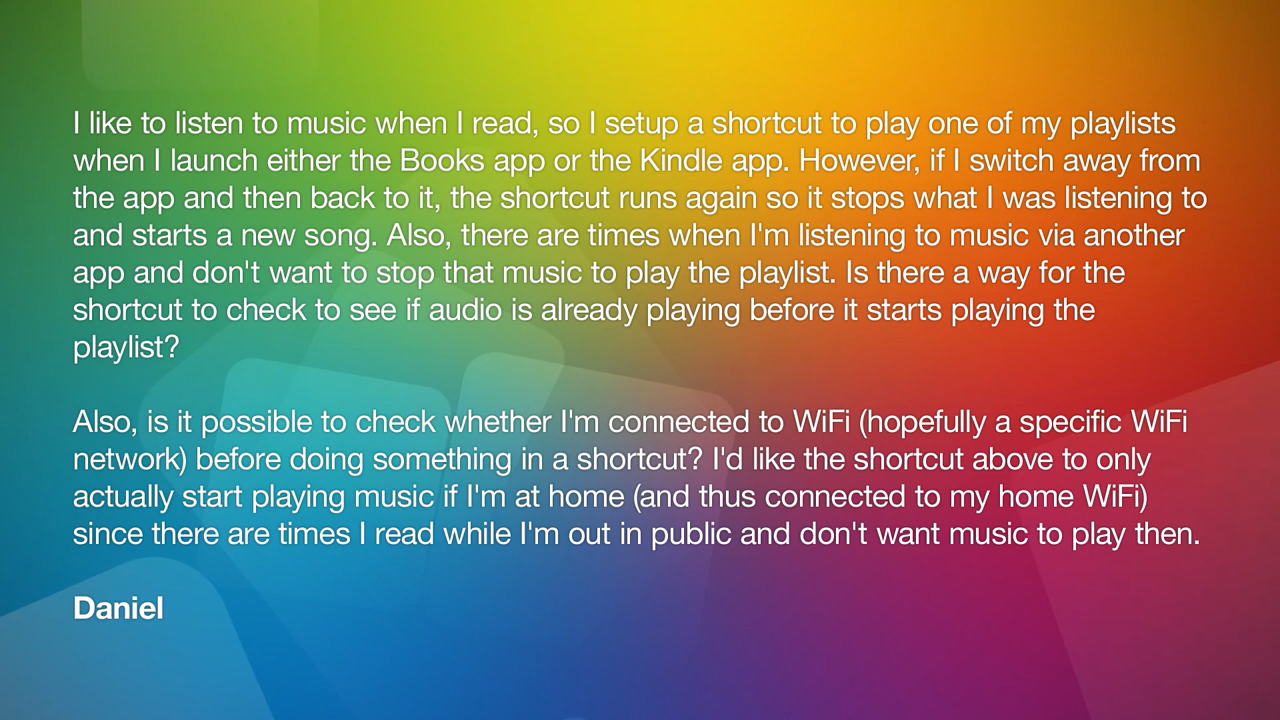 I like to listen to music when I read, so I setup a shortcut to play one of my playlists
when I launch either the Books app or the Kindle app. However, if I switch away from
the app and then back to it, the shortcut runs again so it stops what I was listening to
and starts a new song. Also, there are times when I'm listening to music via another
app and don't want to stop that music to play the playlist. Is there a way for the
shortcut to check to see if audio is already playing before it starts playing the
playlist?
Also, is it possible to check whether I'm connected to WiFi (hopefully a specific WiFi
network) before doing something in a shortcut? I'd like the shortcut above to only
actually start playing music if I'm at home (and thus connected to my home WiFi)
since there are times I read while I'm out in public and don't want music to play then.
Daniel